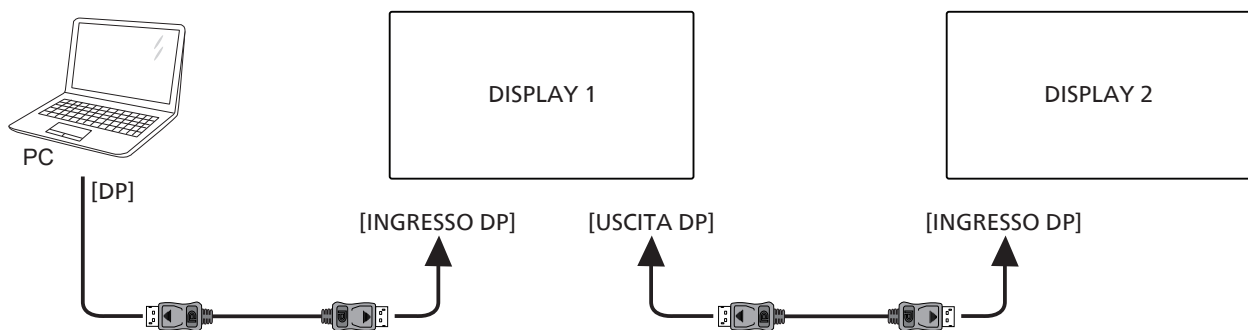 DISPLAY 1
DISPLAY 2
PC
[DP]
[INGRESSO DP]
[USCITA DP]
[INGRESSO DP]